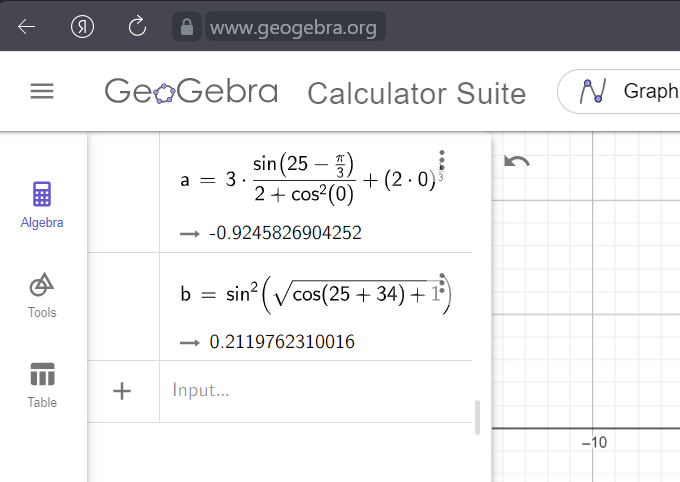 Я www.geogebra.org
GeoGebra Calculator Suite Graph
a = 3 · sin(25 − π/3) / (2 + cos²(0)) + (2 · 0)
→ -0.9245826904252
Algebra
b = sin²(√(cos(25 + 34) + 1))
→ 0.2119762310016
Tools
+ Input...
Table
−10